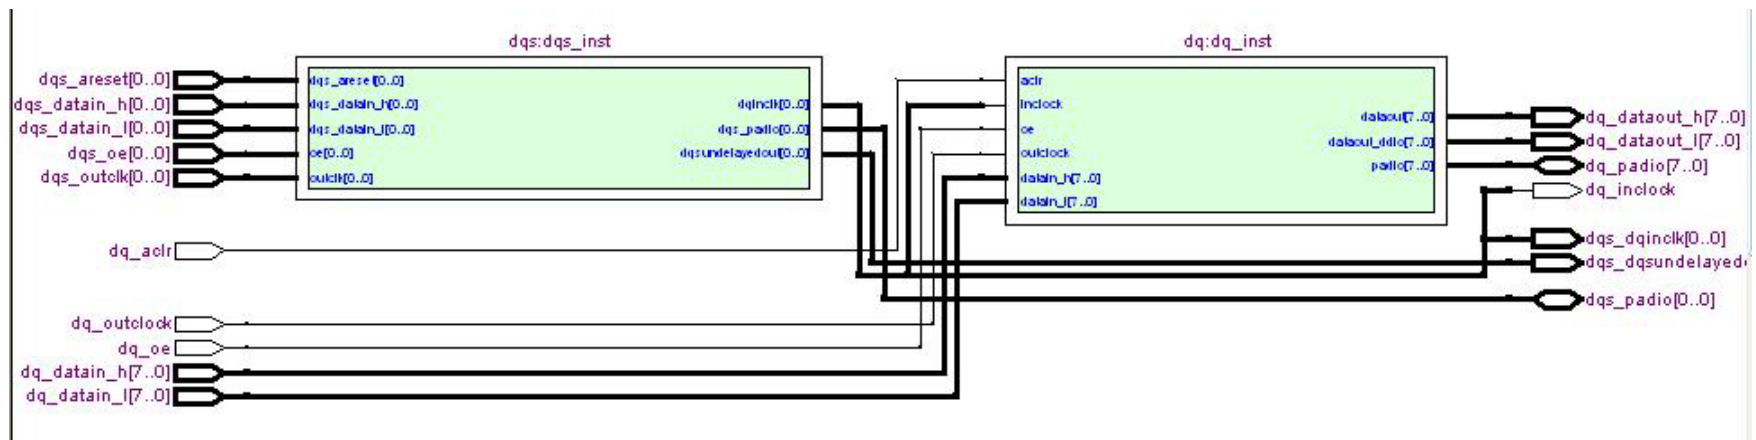 dqs:dqs_inst
dq:dq_inst
dqs_areset[0..0]
dqs_datain_h[0..0]
dqs_datain_l[0..0]
dqs_oe[0..0]
dqs_outclk[0..0]
dq_aclr
dq_outclock
dq_oe
dq_datain_h[7..0]
dq_datain_l[7..0]
dqs_areset[0..0]
dqs_datain_h[0..0]
dqs_datain_l[0..0]
oe[0..0]
outclk[0..0]
dqinclk[0..0]
dqs_padio[0..0]
dqsundelayedout[0..0]
aclr
inclock
oe
outclock
datain_h[7..0]
datain_l[7..0]
dataout[7..0]
dataout_ddio[7..0]
padio[7..0]
dq_dataout_h[7..0]
dq_dataout_l[7..0]
dq_padio[7..0]
dq_inclock
dqs_dqinclk[0..0]
dqs_dqsundelayed
dqs_padio[0..0]